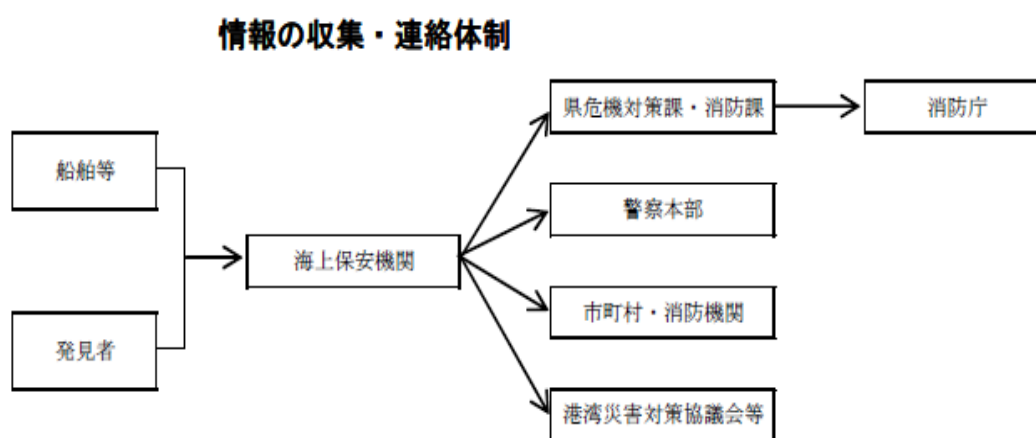 情報の収集・連絡体制
県危機対策課・消防課
消防庁
船舶等
警察本部
海上保安機関
市町村・消防機関
発見者
港湾災害対策協議会等